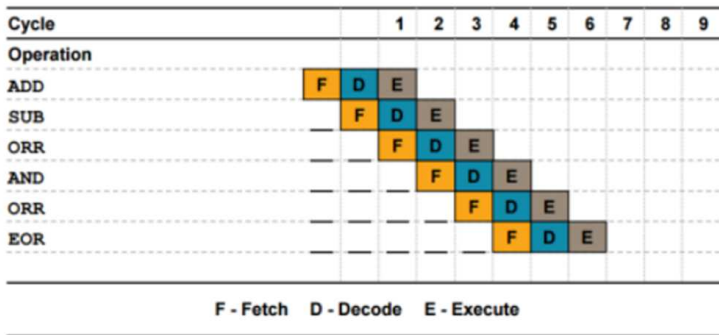 Cycle 1 2 3 4 5 6 7 8 9
Operation
ADD F D E
SUB F D E
ORR F D E
AND F D E
ORR F D E
EOR F D E
F - Fetch D - Decode E - Execute